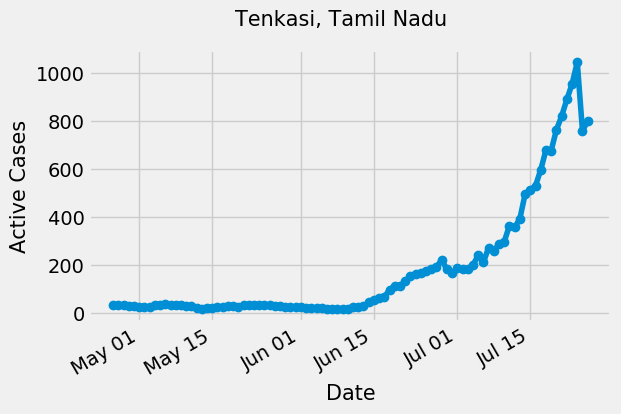 Tenkasi, Tamil Nadu
1000
800
600
400
200
0
Active Cases
May 01
May 15
Jun 01
Jun 15
Jul 01
Jul 15
Date